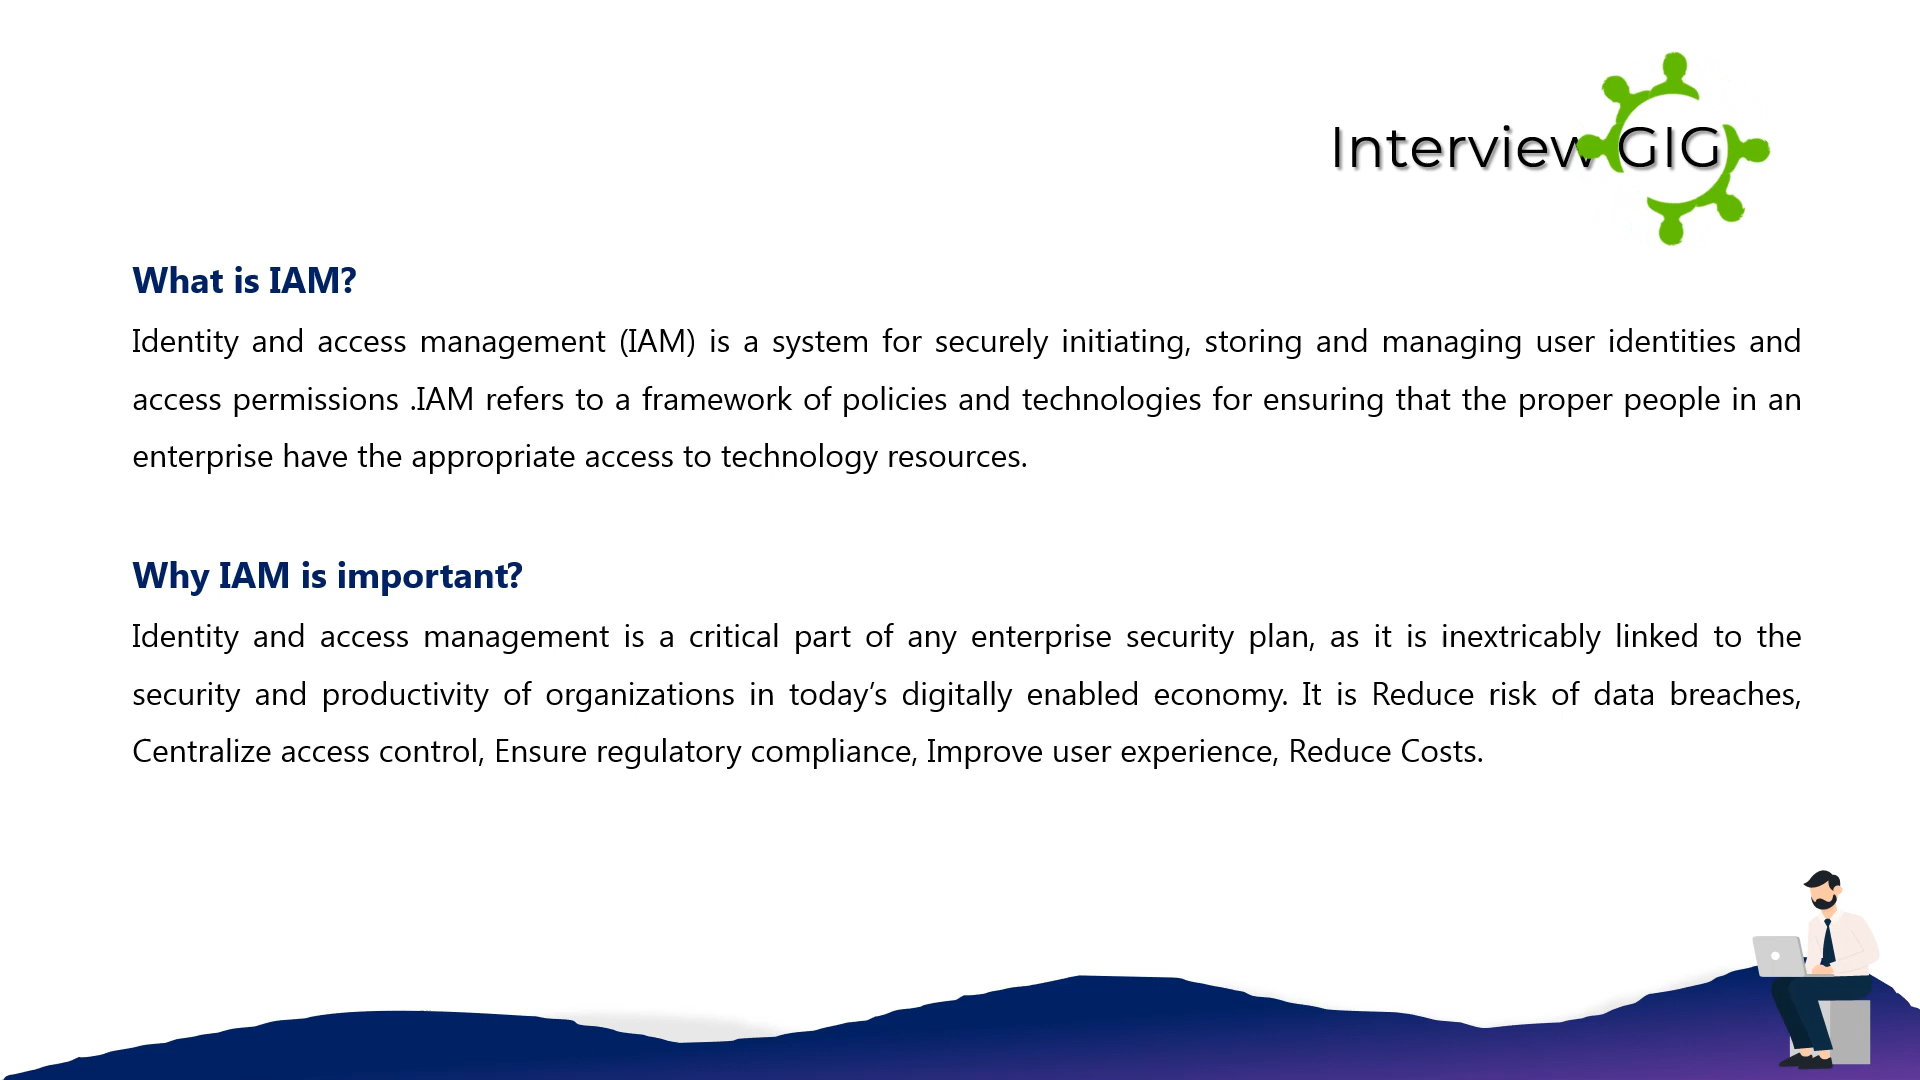 Interview GIG
What is IAM?
Identity and access management (IAM) is a system for securely initiating, storing and managing user identities and
access permissions .IAM refers to a framework of policies and technologies for ensuring that the proper people in an
enterprise have the appropriate access to technology resources.
Why IAM is important?
Identity and access management is a critical part of any enterprise security plan, as it is inextricably linked to the
security and productivity of organizations in today’s digitally enabled economy. It is Reduce risk of data breaches,
Centralize access control, Ensure regulatory compliance, Improve user experience, Reduce Costs.